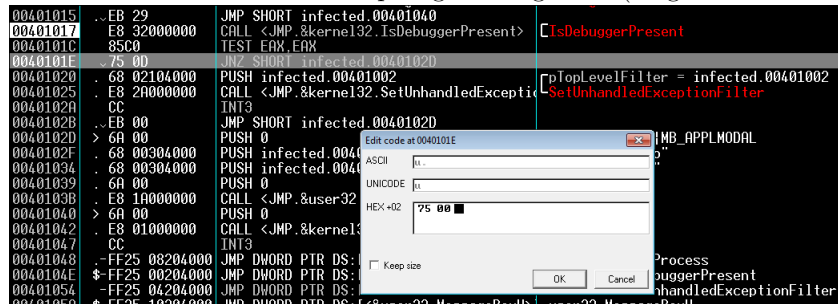 00401015 .⌄EB 29 JMP SHORT infected.00401040
00401017 E8 32000000 CALL <JMP.&kernel32.IsDebuggerPresent> [IsDebuggerPresent
0040101C 85C0 TEST EAX,EAX
0040101E .⌄75 0D JNZ SHORT infected.0040102D
00401020 . 68 02104000 PUSH infected.00401002 pTopLevelFilter = infected.00401002
00401025 . E8 2A000000 CALL <JMP.&kernel32.SetUnhandledExcepti SetUnhandledExceptionFilter
0040102A CC INT3
0040102B .⌄EB 00 JMP SHORT infected.0040102D
0040102D > 6A 00 PUSH 0 MB_APPLMODAL
0040102F . 68 00304000 PUSH infected.004
00401034 . 68 00304000 PUSH infected.004
00401039 . 6A 00 PUSH 0
0040103B . E8 1A000000 CALL <JMP.&user32
00401040 > 6A 00 PUSH 0
00401042 . E8 01000000 CALL <JMP.&kernel
00401047 CC INT3
00401048 .-FF25 08204000 JMP DWORD PTR DS: Process
0040104E $-FF25 00204000 JMP DWORD PTR DS: buggerPresent
00401054 -FF25 04204000 JMP DWORD PTR DS: nhandledExceptionFilter
Edit code at 0040101E
ASCII u.
UNICODE u
HEX +02 75 00
Keep size
OK Cancel